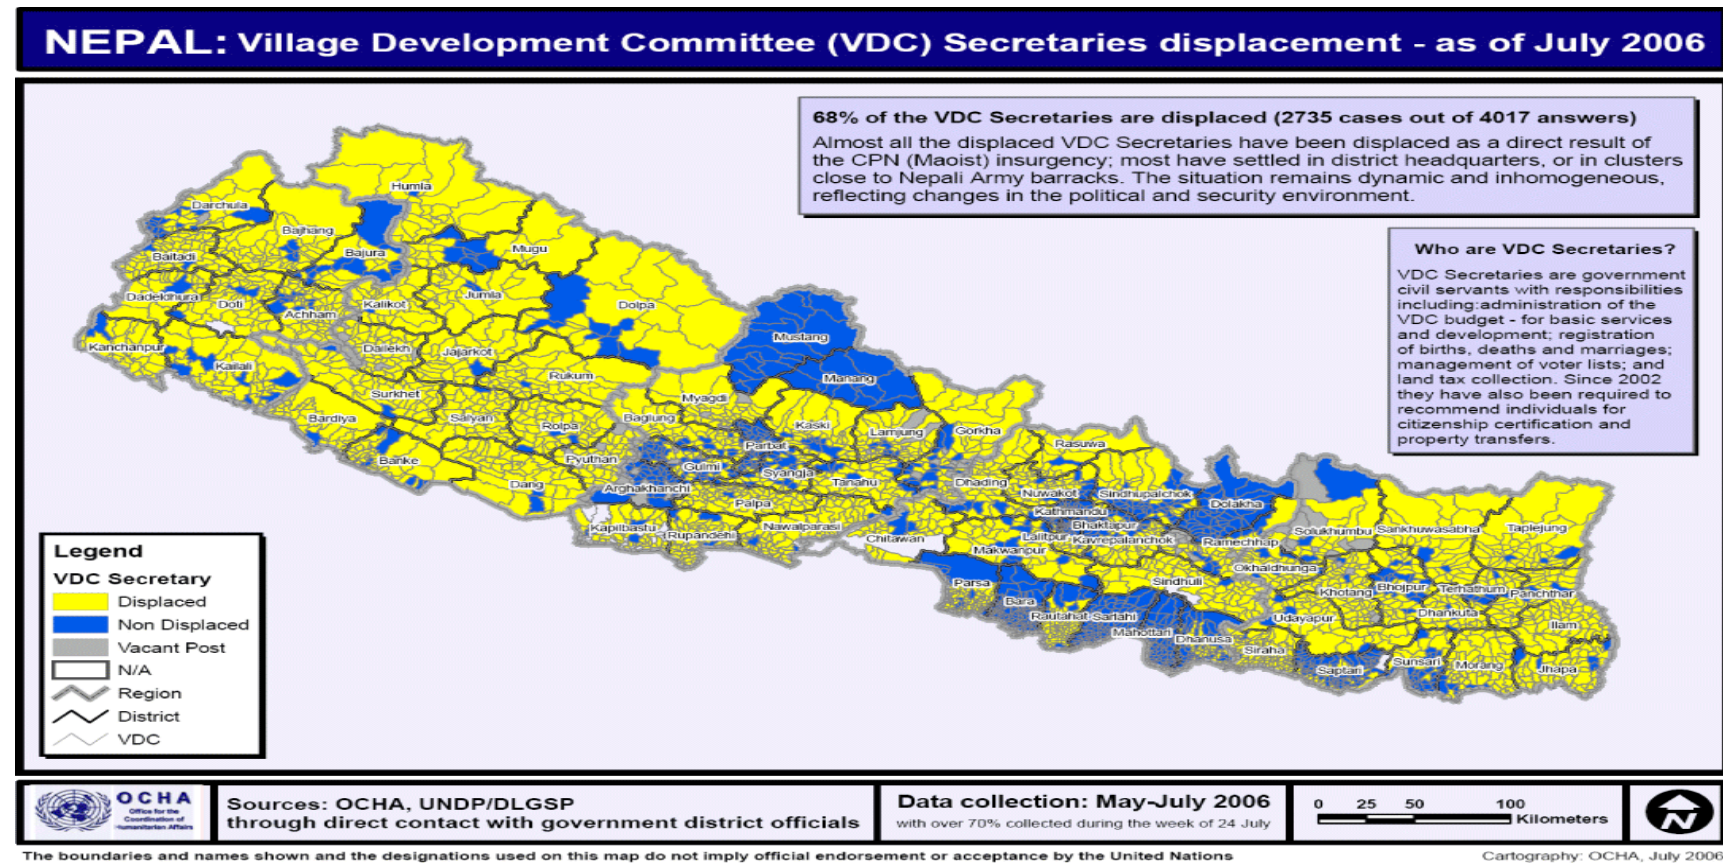 NEPAL: Village Development Committee (VDC) Secretaries displacement - as of July 2006
68% of the VDC Secretaries are displaced (2735 cases out of 4017 answers)
Almost all the displaced VDC Secretaries have been displaced as a direct result of
the CPN (Maoist) insurgency; most have settled in district headquarters, or in clusters
close to Nepali Army barracks. The situation remains dynamic and inhomogeneous,
reflecting changes in the political and security environment.
Who are VDC Secretaries?
VDC Secretaries are government
civil servants with responsibilities
including:administration of the
VDC budget - for basic services
and development; registration
of births, deaths and marriages;
management of voter lists; and
land tax collection. Since 2002
they have also been required to
recommend individuals for
citizenship certification and
property transfers.
Humla
Darchula
Bajhang
Bajura
Mugu
Baitadi
Dadeldhura
Doti
Achham
Kalikot
Jumla
Dolpa
Mustang
Kanchanpur
Kailali
Dailekh
Jajarkot
Rukum
Manang
Surkhet
Myagdi
Bardiya
Salyan
Rolpa
Baglung
Kaski
Lamjung
Gorkha
Rasuwa
Parbat
Banke
Pyuthan
Gulmi
Syangja
Tanahu
Dhading
Dang
Arghakhanchi
Palpa
Nuwakot
Sindhupalchok
Dolakha
Kathmandu
Bhaktapur
Kapilbastu
Rupandehi
Nawalparasi
Chitawan
Lalitpur
Kavrepalanchok
Ramechhap
Solukhumbu
Sankhuwasabha
Taplejung
Makwanpur
Okhaldhunga
Parsa
Sindhuli
Khotang
Bhojpur
Terhathum
Panchthar
Bara
Rautahat
Sarlahi
Mahottari
Dhanusa
Udayapur
Dhankuta
Ilam
Siraha
Saptari
Sunsari
Morang
Jhapa
Legend
VDC Secretary
Displaced
Non Displaced
Vacant Post
N/A
Region
District
VDC
OCHA
Office for the
Coordination of
Humanitarian Affairs
Sources: OCHA, UNDP/DLGSP
through direct contact with government district officials
Data collection: May-July 2006
with over 70% collected during the week of 24 July
0 25 50 100
Kilometers
N
The boundaries and names shown and the designations used on this map do not imply official endorsement or acceptance by the United Nations
Cartography: OCHA, July 2006